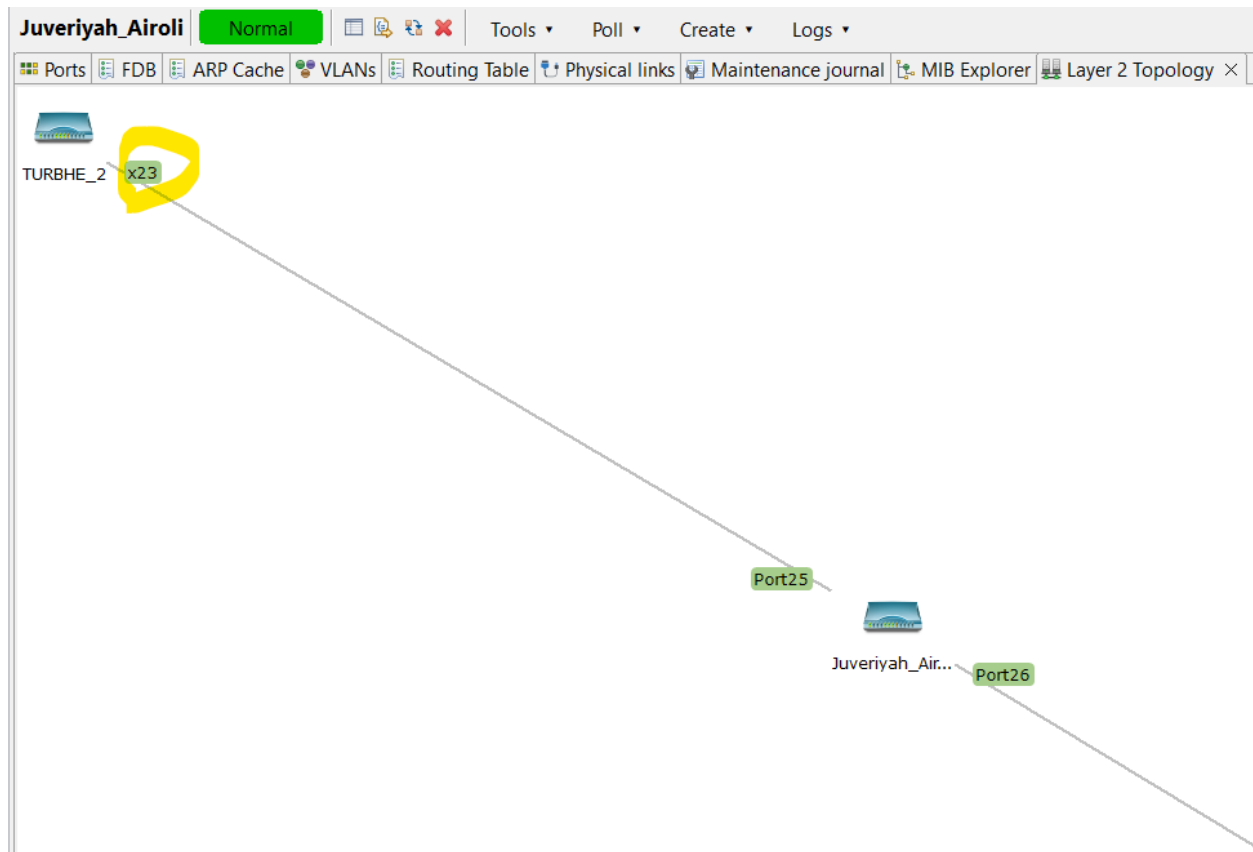 Juveriyah_Airoli Normal Tools Poll Create Logs
Ports FDB ARP Cache VLANs Routing Table Physical links Maintenance journal MIB Explorer Layer 2 Topology
TURBHE_2 x23
Port25
Juveriyah_Air... Port26